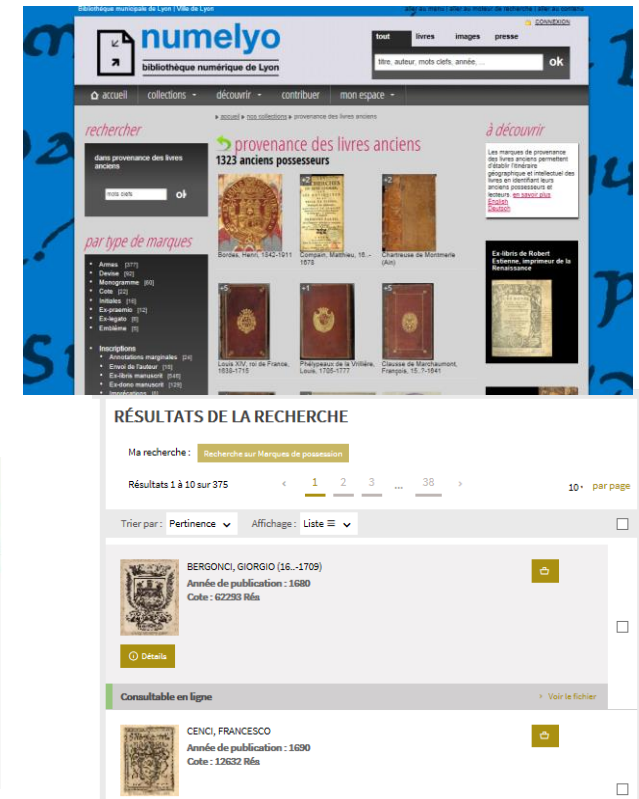 Bibliothèque municipale de Lyon | Ville de Lyon
aller au menu | aller au moteur de recherche | aller au contenu
CONNEXION
numelyo
bibliothèque numérique de Lyon
tout livres images presse
titre, auteur, mots clefs, année, ...
ok
accueil collections découvrir contribuer mon espace
accueil ▸ nos collections ▸ provenance des livres anciens
rechercher
dans provenance des livres
anciens
mots clefs
ok
provenance des livres anciens
1323 anciens possesseurs
+2
+2
Bordes, Henri, 1842-1911
Compain, Matthieu, 16..-
1678
Chartreuse de Montmerle
(Ain)
+5
+1
+5
Louis XIV, roi de France,
1638-1715
Phélypeaux de la Vrillière,
Louis, 1705-1777
Clausse de Marchaumont,
François, 15..?-1641
par type de marques
Armes [377]
Devise [92]
Monogramme [60]
Cote [22]
Initiales [16]
Ex-praemio [12]
Ex-legato [8]
Emblème [5]
Inscriptions
Annotations marginales [24]
Envoi de l'auteur [18]
Ex-libris manuscrit [545]
Ex-dono manuscrit [129]
à découvrir
Les marques de provenance
des livres anciens permettent
d'établir l'itinéraire
géographique et intellectuel des
livres en identifiant leurs
anciens possesseurs et
lecteurs. en savoir plus
English
Deutsch
Ex-libris de Robert
Estienne, imprimeur de la
Renaissance
RÉSULTATS DE LA RECHERCHE
Ma recherche : Recherche sur Marques de possession
Résultats 1 à 10 sur 375
‹ 1 2 3 ... 38 ›
10 par page
Trier par : Pertinence Affichage : Liste
BERGONCI, GIORGIO (16..-1709)
Année de publication : 1680
Cote : 62293 Rés
Détails
Consultable en ligne
› Voir le fichier
CENCI, FRANCESCO
Année de publication : 1690
Cote : 12632 Rés